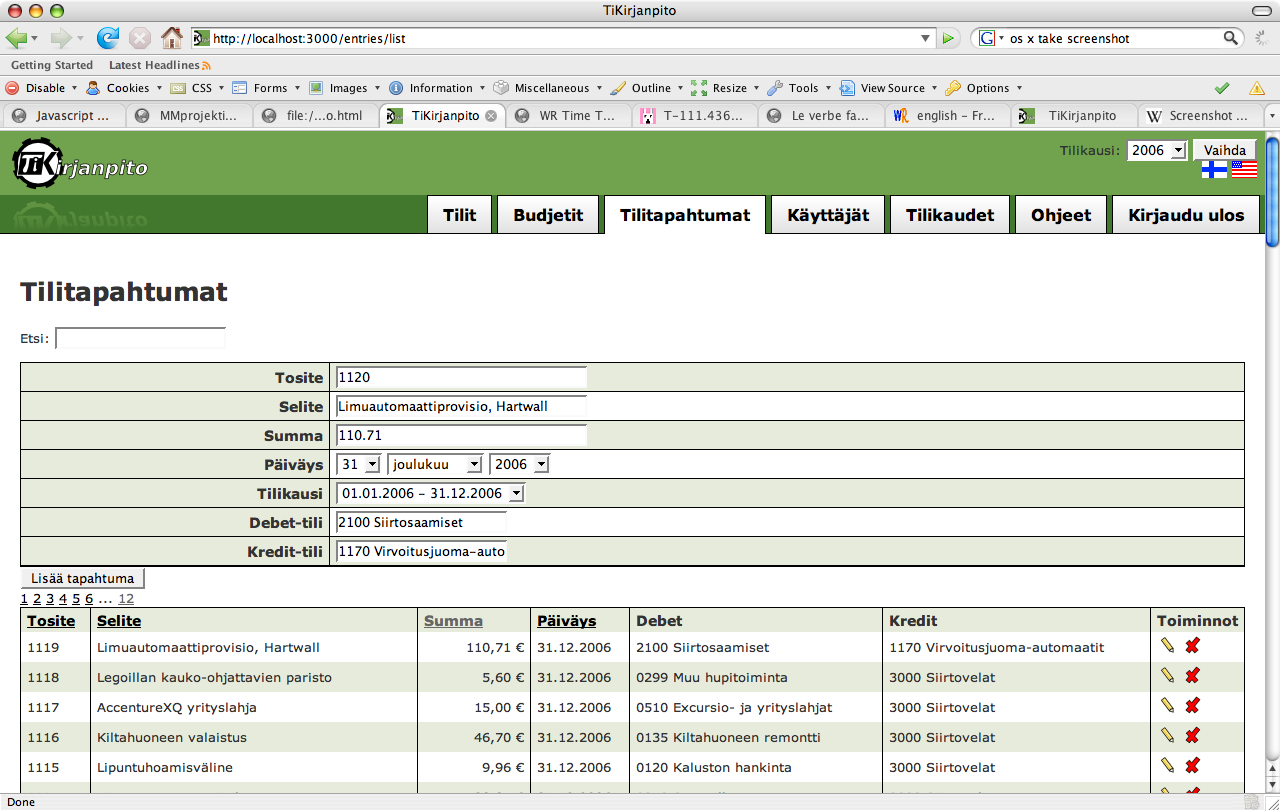 TiKirjanpito
http://localhost:3000/entries/list
os x take screenshot
Getting Started Latest Headlines
Disable Cookies CSS Forms Images Information Miscellaneous Outline Resize Tools View Source Options
Javascript ... MMprojekti... file:/...o.html TiKirjanpito WR Time T... T-111.436... Le verbe fa... english - Fr... TiKirjanpito Screenshot ...
TiKirjanpito
Tilikausi: 2006 Vaihda
Tilit Budjetit Tilitapahtumat Käyttäjät Tilikaudet Ohjeet Kirjaudu ulos
Tilitapahtumat
Etsi:
Tosite 1120
Selite Limuautomaattiprovisio, Hartwall
Summa 110.71
Päiväys 31 joulukuu 2006
Tilikausi 01.01.2006 - 31.12.2006
Debet-tili 2100 Siirtosaamiset
Kredit-tili 1170 Virvoitusjuoma-auto
Lisää tapahtuma
1 2 3 4 5 6 ... 12
Tosite Selite Summa Päiväys Debet Kredit Toiminnot
1119 Limuautomaattiprovisio, Hartwall 110,71 € 31.12.2006 2100 Siirtosaamiset 1170 Virvoitusjuoma-automaatit
1118 Legoillan kauko-ohjattavien paristo 5,60 € 31.12.2006 0299 Muu hupitoiminta 3000 Siirtovelat
1117 AccentureXQ yrityslahja 15,00 € 31.12.2006 0510 Excursio- ja yrityslahjat 3000 Siirtovelat
1116 Kiltahuoneen valaistus 46,70 € 31.12.2006 0135 Kiltahuoneen remontti 3000 Siirtovelat
1115 Lipuntuhoamisväline 9,96 € 31.12.2006 0120 Kaluston hankinta 3000 Siirtovelat
Done